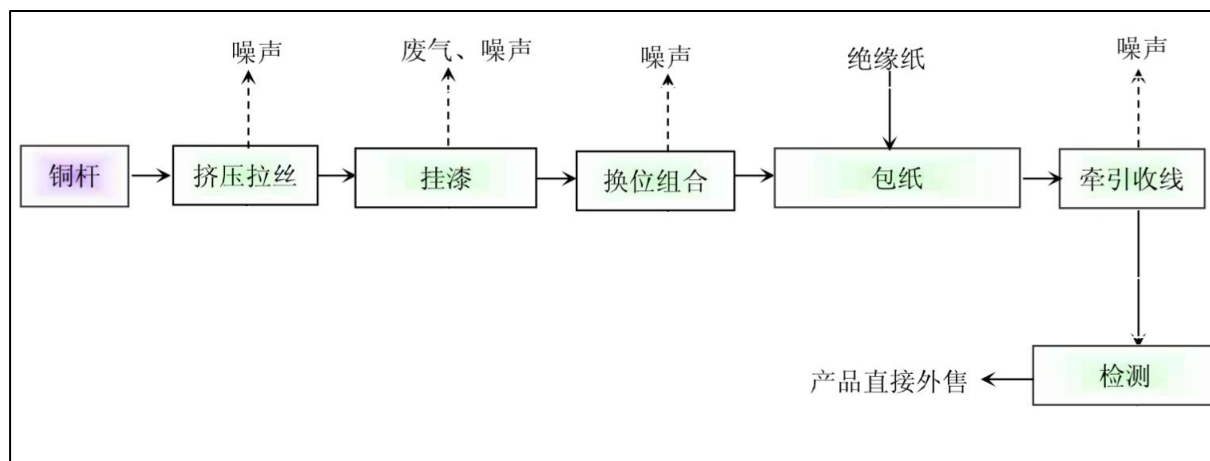 噪声
废气、噪声
噪声
绝缘纸
噪声
铜杆
挤压拉丝
挂漆
换位组合
包纸
牵引收线
产品直接外售
检测